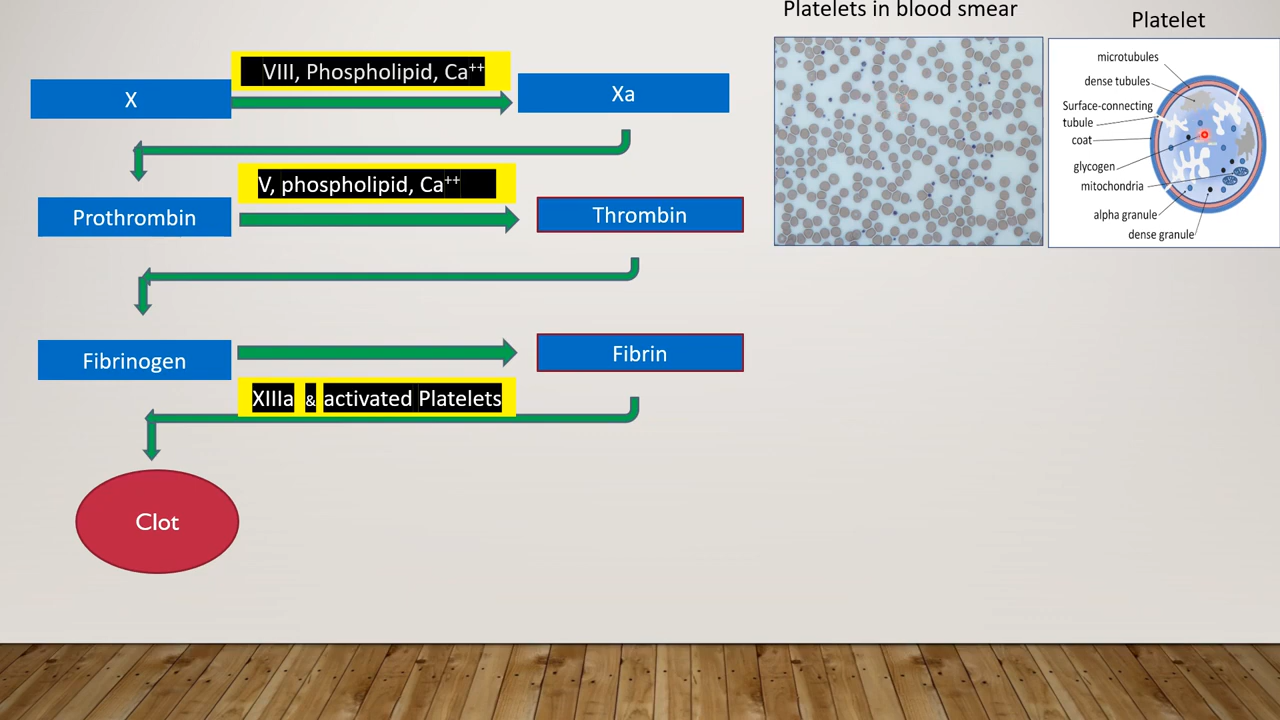 Platelets in blood smear
Platelet
VIII, Phospholipid, Ca++
X
Xa
V, phospholipid, Ca++
Prothrombin
Thrombin
Fibrinogen
Fibrin
XIIIa & activated Platelets
Clot
microtubules
dense tubules
Surface-connecting
tubule
coat
glycogen
mitochondria
alpha granule
dense granule